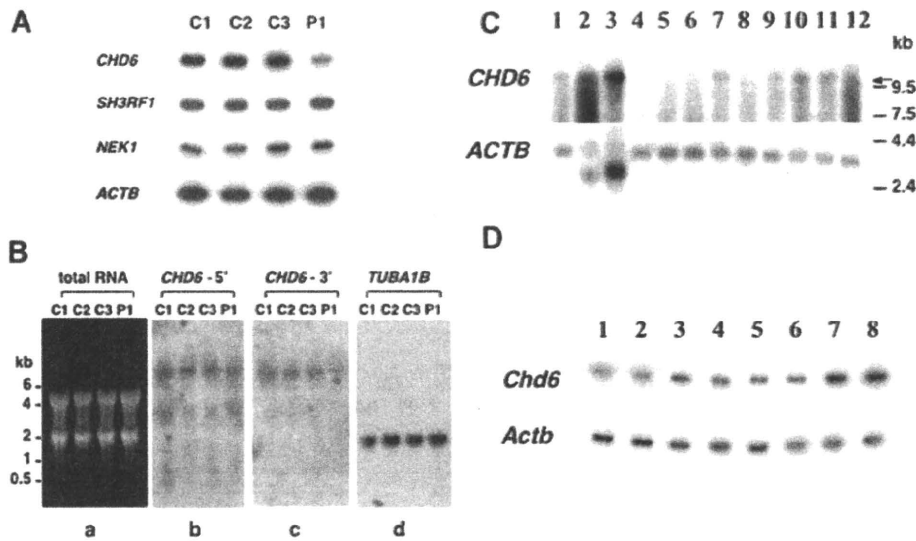 A
C1 C2 C3 P1
CHD6
SH3RF1
NEK1
ACTB
B
total RNA CHD6 - 5' CHD6 - 3' TUBA1B
C1 C2 C3 P1 C1 C2 C3 P1 C1 C2 C3 P1 C1 C2 C3 P1
kb
6
4
2
1
0.5
a b c d
C
1 2 3 4 5 6 7 8 9 10 11 12
kb
CHD6
9.5
7.5
ACTB
4.4
2.4
D
1 2 3 4 5 6 7 8
Chd6
Actb